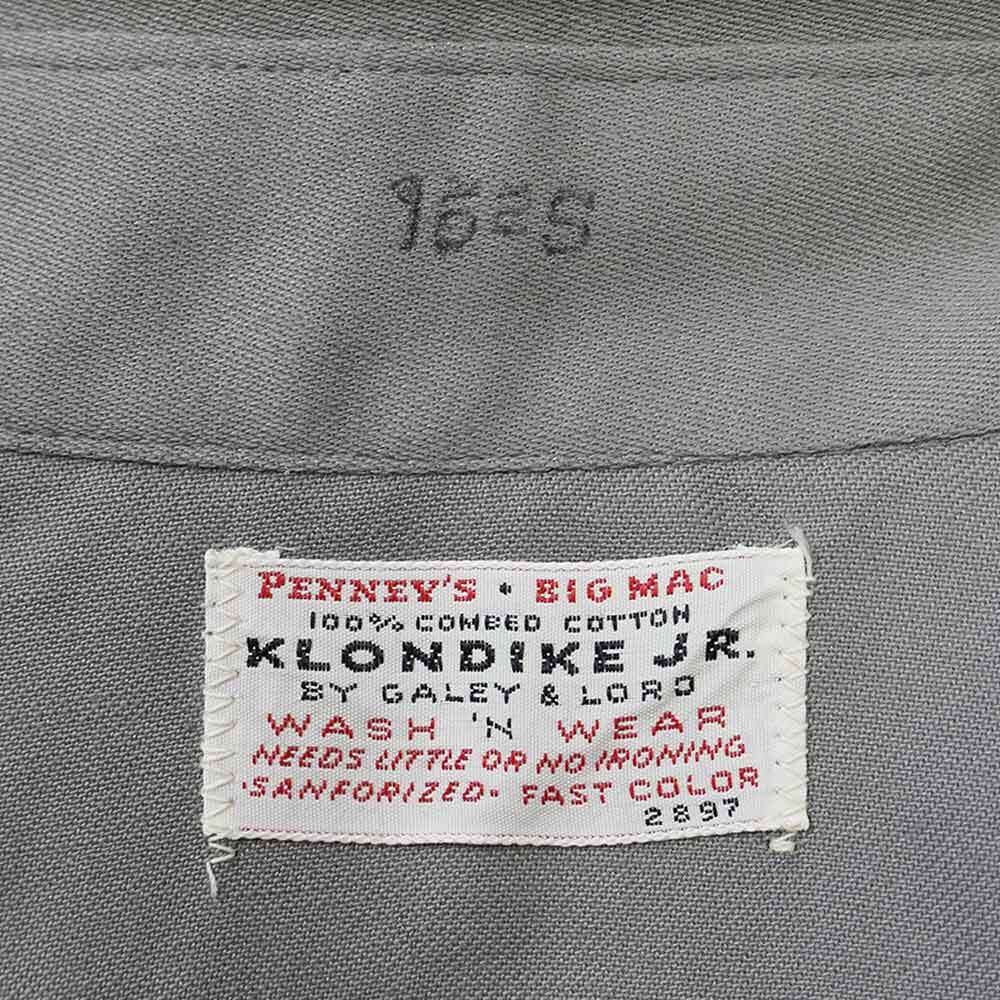 15 S
PENNEY'S • BIG MAC
100% COMBED COTTON
KLONDIKE JR.
BY GALEY & LORD
WASH 'N WEAR
NEEDS LITTLE OR NO IRONING
•SANFORIZED• FAST COLOR
2897